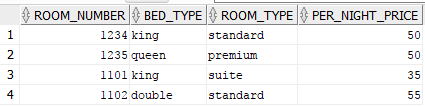 ROOM_NUMBER BED_TYPE ROOM_TYPE PER_NIGHT_PRICE
1 1234 king standard 50
2 1235 queen premium 50
3 1101 king suite 35
4 1102 double standard 55